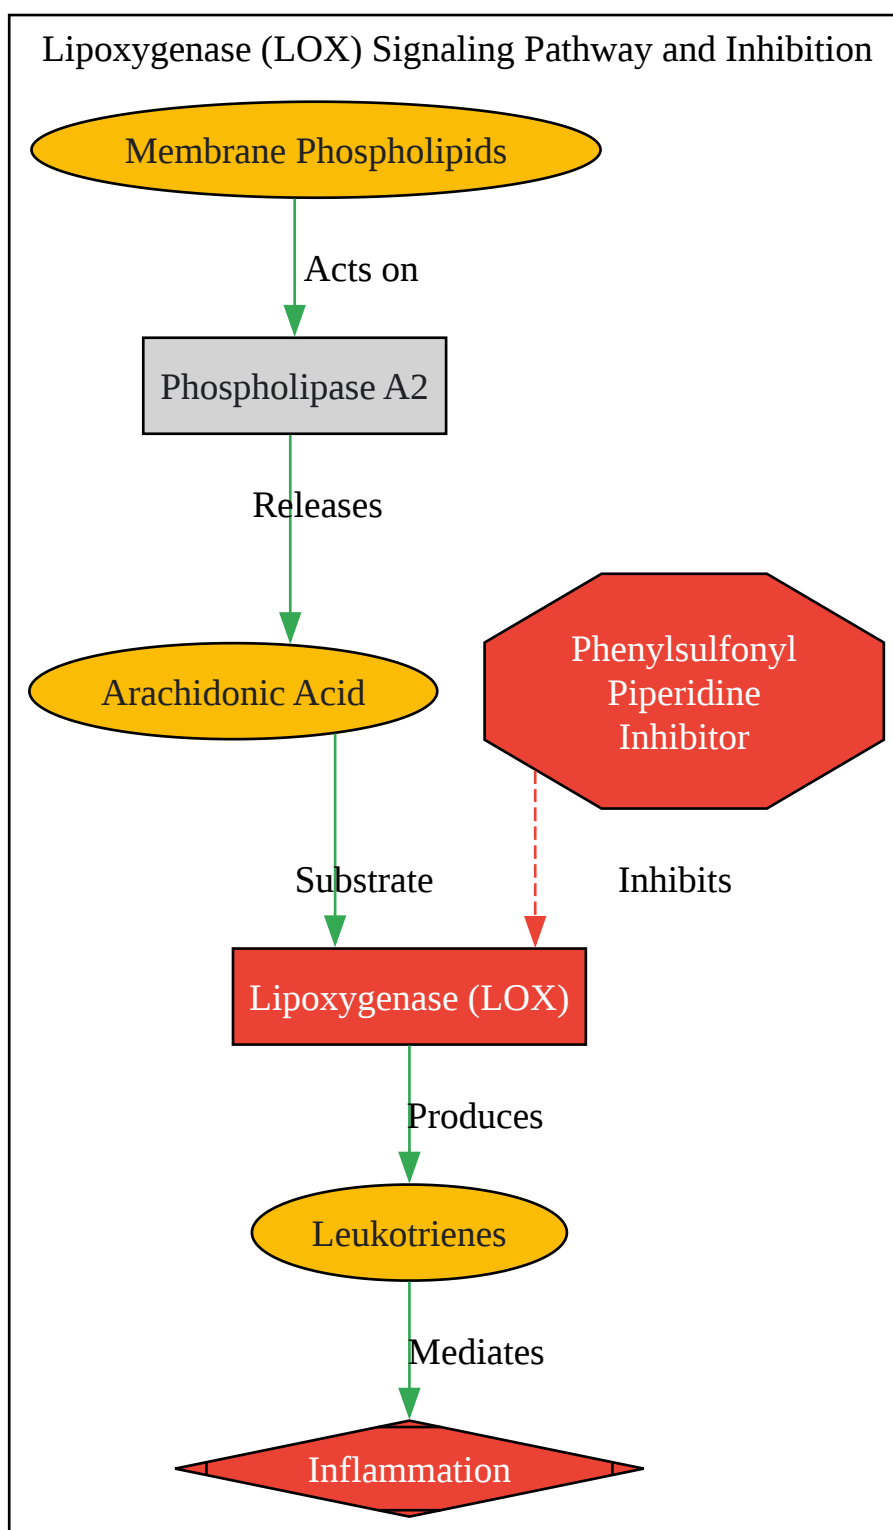 Lipoxygenase (LOX) Signaling Pathway and Inhibition
Membrane Phospholipids
Acts on
Phospholipase A2
Releases
Arachidonic Acid
Phenylsulfonyl
Piperidine
Inhibitor
Substrate
Inhibits
Lipoxygenase (LOX)
Produces
Leukotrienes
Mediates
Inflammation